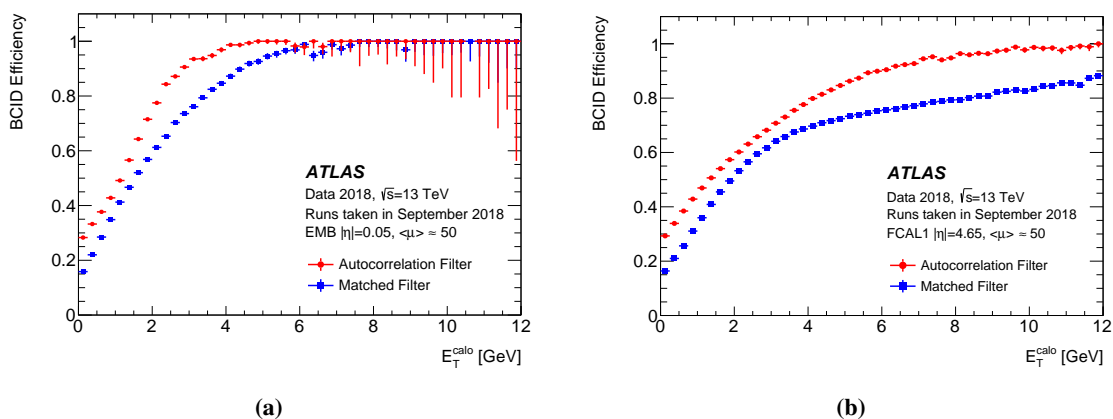 BCID Efficiency
1
0.8
0.6
0.4
0.2
0
ATLAS
Data 2018, √s=13 TeV
Runs taken in September 2018
EMB |η|=0.05, <μ> ≈ 50
Autocorrelation Filter
Matched Filter
0 2 4 6 8 10 12
E_T^calo [GeV]
(a)
BCID Efficiency
1
0.8
0.6
0.4
0.2
0
ATLAS
Data 2018, √s=13 TeV
Runs taken in September 2018
FCAL1 |η|=4.65, <μ> ≈ 50
Autocorrelation Filter
Matched Filter
0 2 4 6 8 10 12
E_T^calo [GeV]
(b)